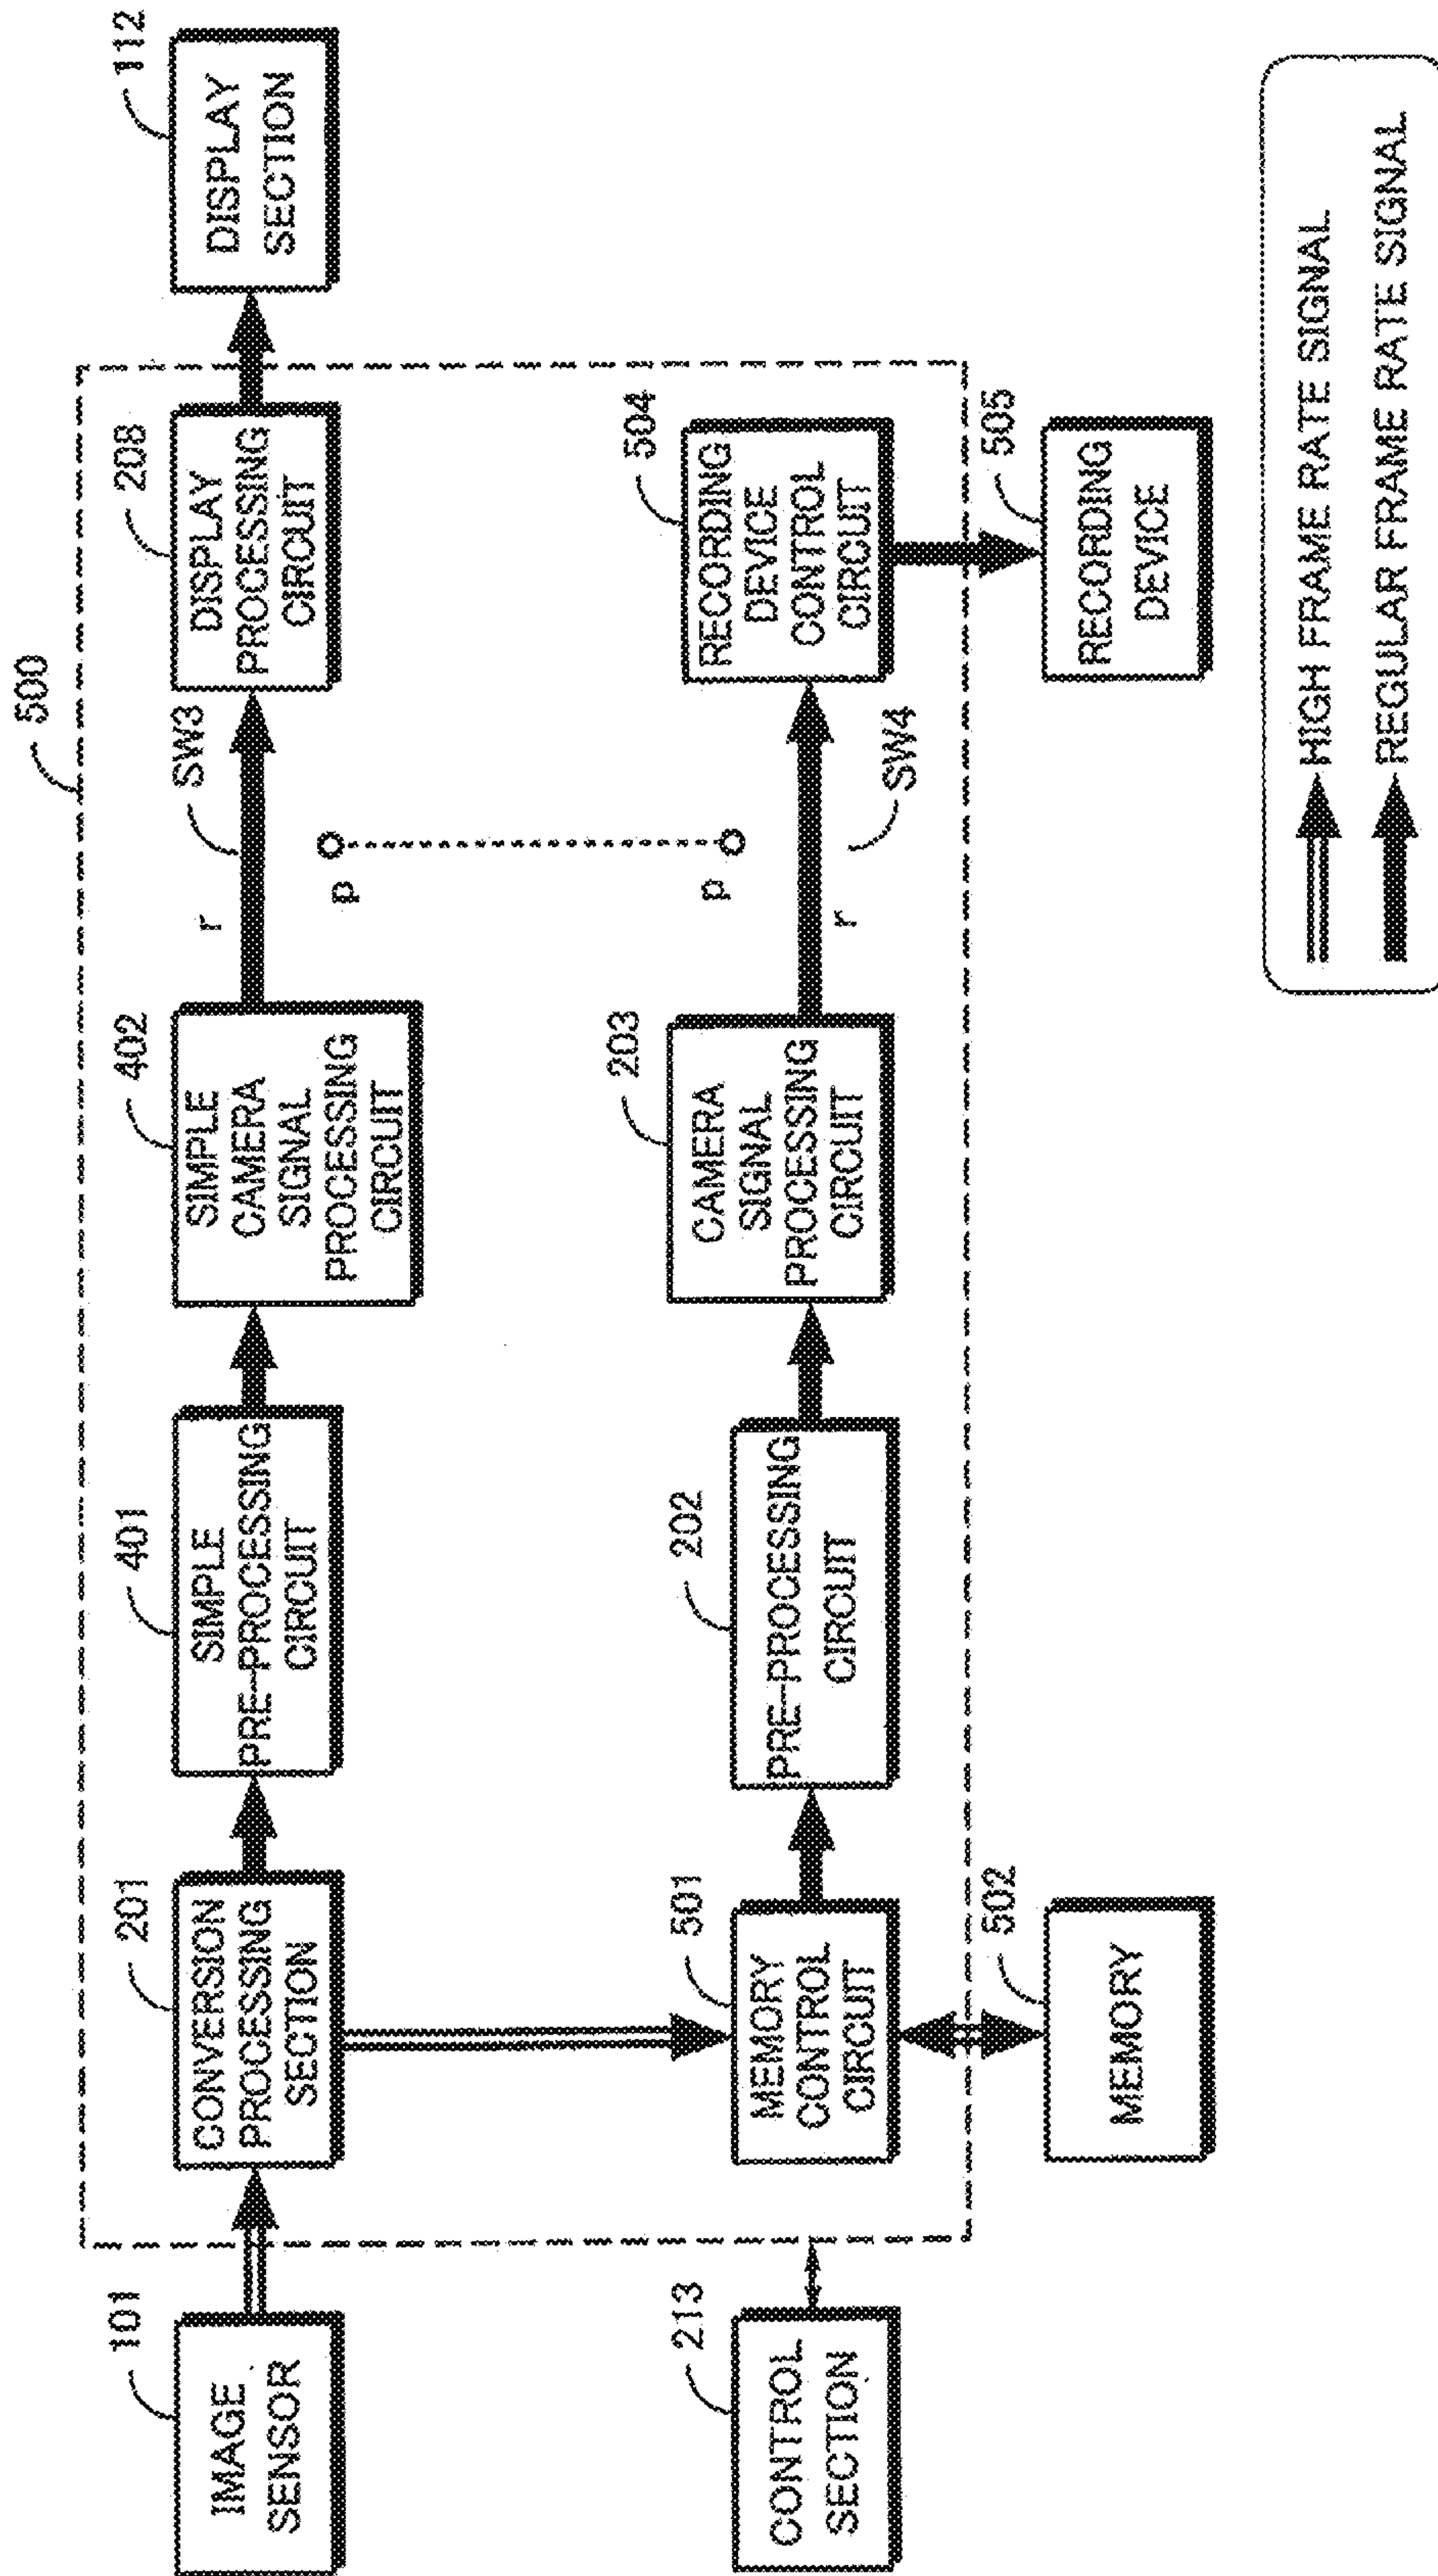 500
101
IMAGE
SENSOR
201
CONVERSION
PROCESSING
SECTION
401
SIMPLE
PRE-PROCESSING
CIRCUIT
402
SIMPLE
CAMERA
SIGNAL
PROCESSING
CIRCUIT
r
SW3
p
208
DISPLAY
PROCESSING
CIRCUIT
112
DISPLAY
SECTION
213
CONTROL
SECTION
501
MEMORY
CONTROL
CIRCUIT
202
PRE-PROCESSING
CIRCUIT
203
CAMERA
SIGNAL
PROCESSING
CIRCUIT
p
r
SW4
504
RECORDING
DEVICE
CONTROL
CIRCUIT
502
MEMORY
505
RECORDING
DEVICE
HIGH FRAME RATE SIGNAL
REGULAR FRAME RATE SIGNAL